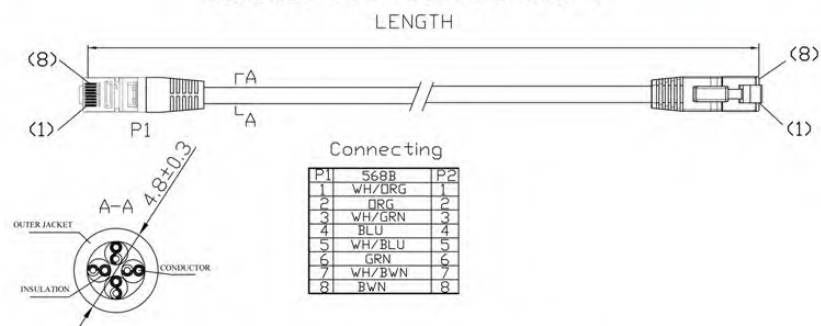 LENGTH
(8)
(8)
A
A
(1)
P1
(1)
Connecting
P1 568B P2
1 WH/ORG 1
2 ORG 2
3 WH/GRN 3
4 BLU 4
5 WH/BLU 5
6 GRN 6
7 WH/BWN 7
8 BWN 8
4.8±0.3
A-A
OUTER JACKET
CONDUCTOR
INSULATION